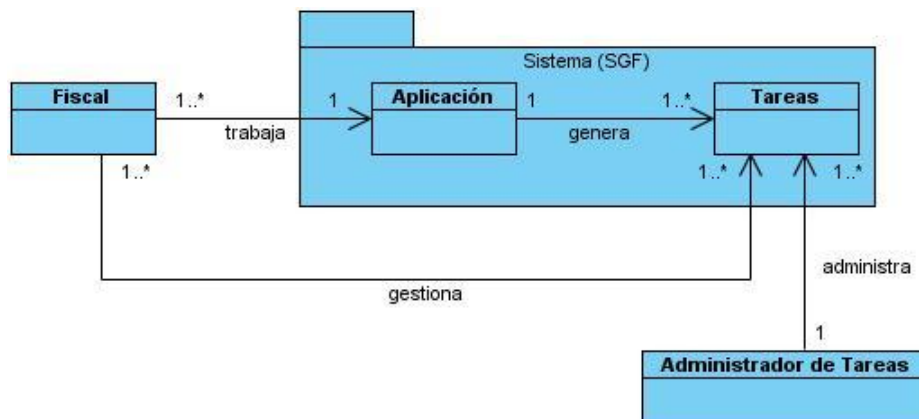 Sistema (SGF)
Fiscal
1..*
1
Aplicación
1
1..*
Tareas
trabaja
genera
1..*
1..*
1..*
administra
gestiona
1
Administrador de Tareas